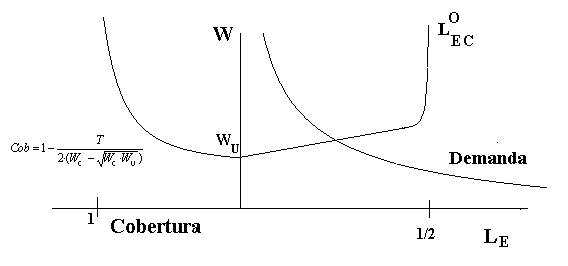 W
L^O_EC
W_U
Cob = 1 - T / 2·(W_C - √W_C·W_U)
Demanda
1
Cobertura
1/2
L_E